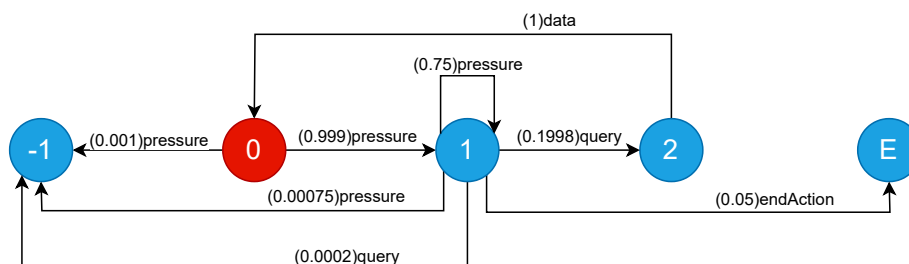 (1)data
(0.75)pressure
-1
(0.001)pressure
0
(0.999)pressure
1
(0.1998)query
2
E
(0.00075)pressure
(0.05)endAction
(0.0002)query